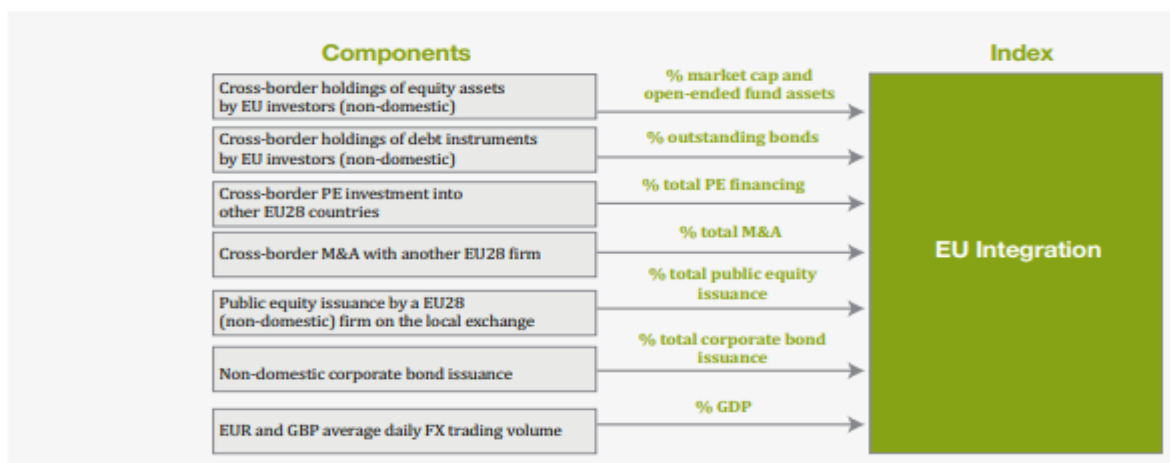 Components
Index
Cross-border holdings of equity assets
by EU investors (non-domestic)
% market cap and
open-ended fund assets
Cross-border holdings of debt instruments
by EU investors (non-domestic)
% outstanding bonds
Cross-border PE investment into
other EU28 countries
% total PE financing
Cross-border M&A with another EU28 firm
% total M&A
EU Integration
Public equity issuance by a EU28
(non-domestic) firm on the local exchange
% total public equity
issuance
Non-domestic corporate bond issuance
% total corporate bond
issuance
EUR and GBP average daily FX trading volume
% GDP